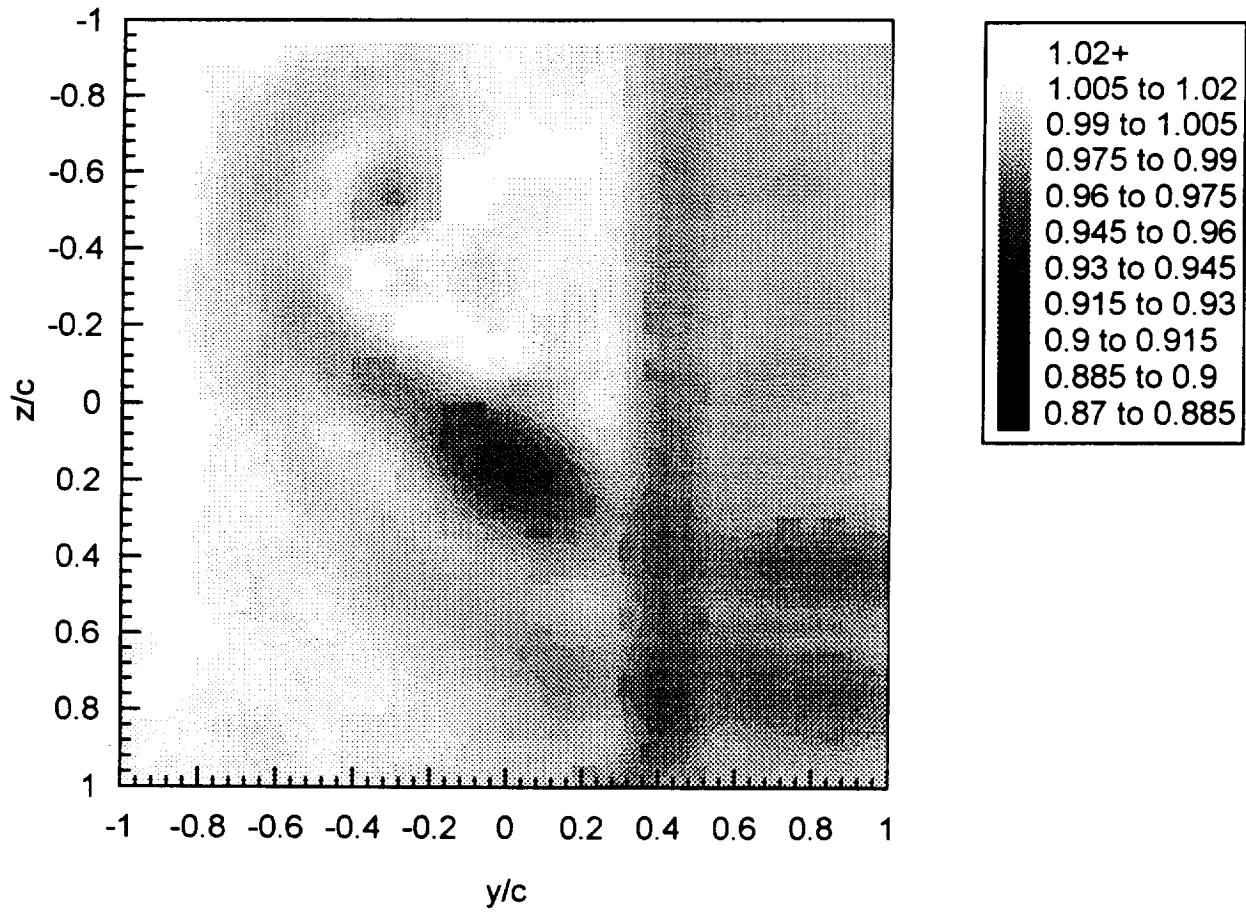 -1
-0.8
-0.6
-0.4
-0.2
0
0.2
0.4
0.6
0.8
1
z/c
-1 -0.8 -0.6 -0.4 -0.2 0 0.2 0.4 0.6 0.8 1
y/c
1.02+
1.005 to 1.02
0.99 to 1.005
0.975 to 0.99
0.96 to 0.975
0.945 to 0.96
0.93 to 0.945
0.915 to 0.93
0.9 to 0.915
0.885 to 0.9
0.87 to 0.885